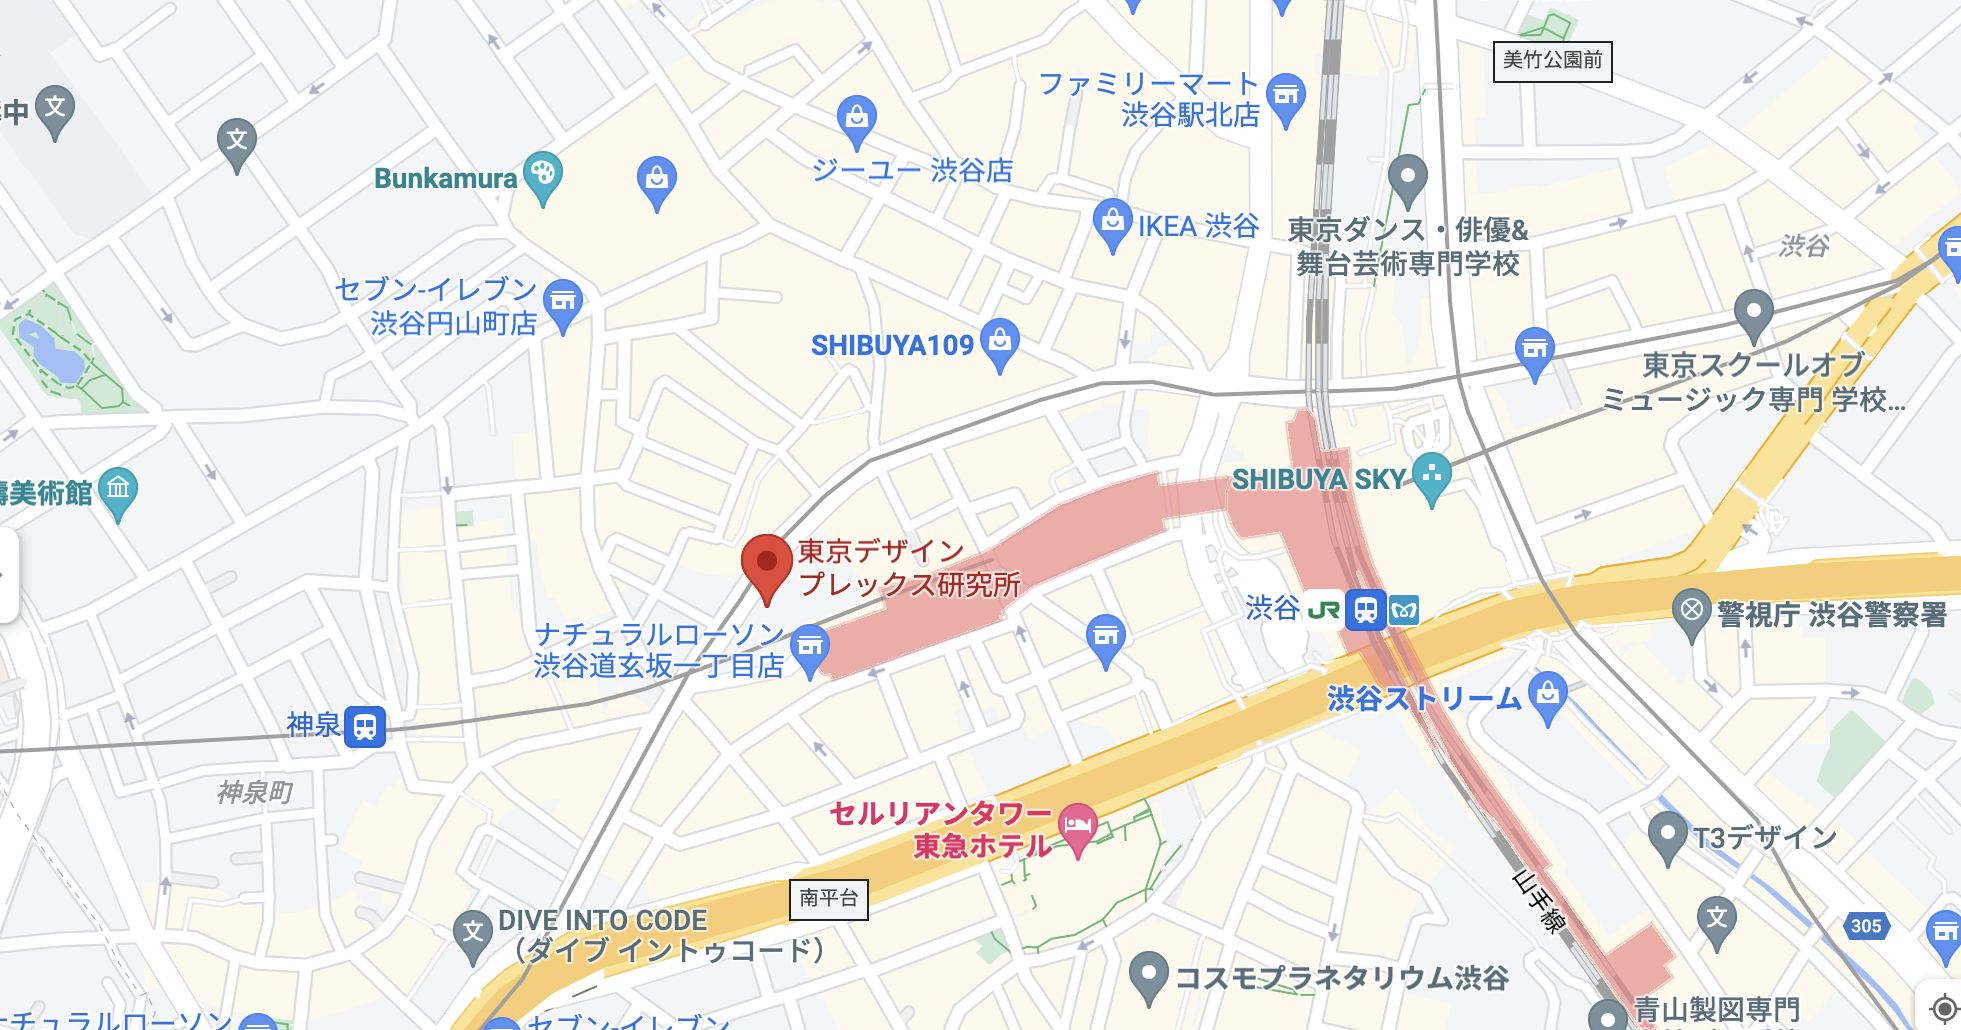 美竹公園前
ファミリーマート
渋谷駅北店
中
Bunkamura
ジーユー 渋谷店
IKEA 渋谷
東京ダンス・俳優&
舞台芸術専門学校
渋谷
セブン-イレブン
渋谷円山町店
SHIBUYA109
東京スクールオブ
ミュージック専門 学校...
美術館
SHIBUYA SKY
東京デザイン
プレックス研究所
渋谷
JR
警視庁 渋谷警察署
ナチュラルローソン
渋谷道玄坂一丁目店
渋谷ストリーム
神泉
神泉町
セルリアンタワー
東急ホテル
T3デザイン
南平台
山手線
DIVE INTO CODE
(ダイブ イントゥコード)
305
コスモプラネタリウム渋谷
青山製図専門
チュラルローソン
セブン-イレブン
文
文
文
文